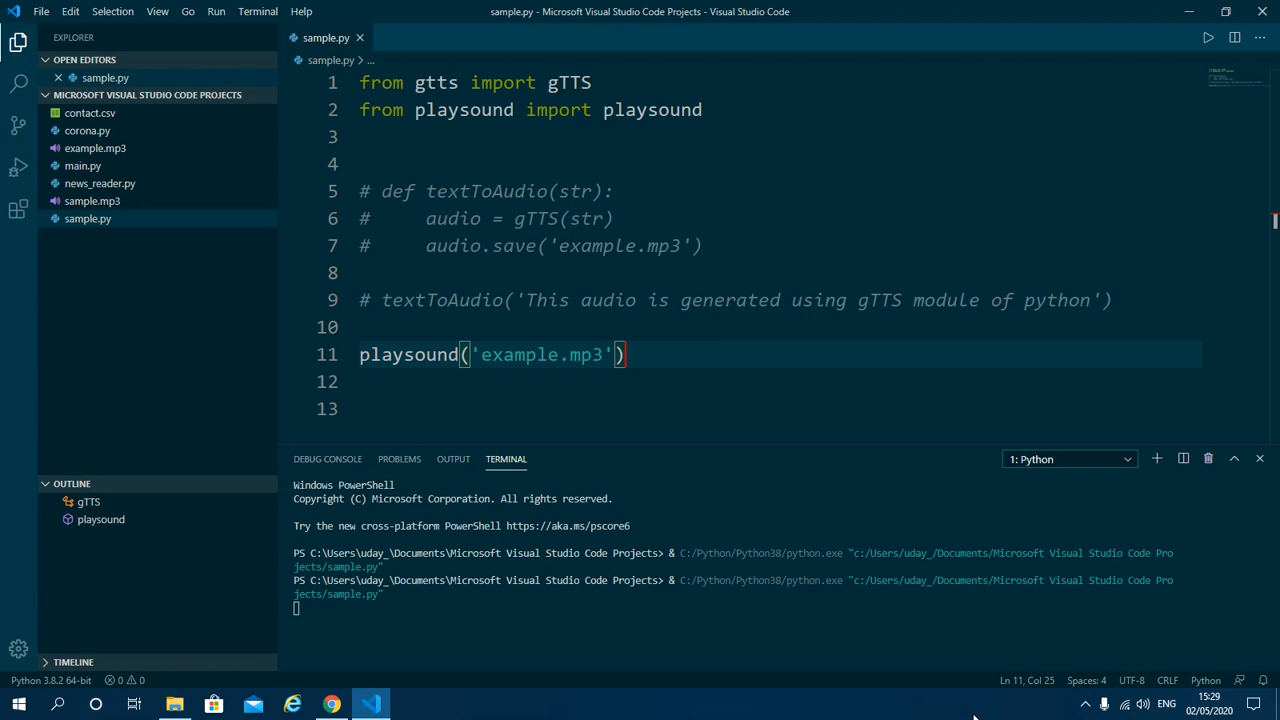 File Edit Selection View Go Run Terminal Help sample.py - Microsoft Visual Studio Code Projects - Visual Studio Code
EXPLORER
OPEN EDITORS
sample.py
MICROSOFT VISUAL STUDIO CODE PROJECTS
contact.csv
corona.py
example.mp3
main.py
news_reader.py
sample.mp3
sample.py
OUTLINE
gTTS
playsound
TIMELINE
sample.py
sample.py > ...
1 from gtts import gTTS
2 from playsound import playsound
3
4
5 # def textToAudio(str):
6 #     audio = gTTS(str)
7 #     audio.save('example.mp3')
8
9 # textToAudio('This audio is generated using gTTS module of python')
10
11 playsound('example.mp3')
12
13
DEBUG CONSOLE PROBLEMS OUTPUT TERMINAL 1: Python
Windows PowerShell
Copyright (C) Microsoft Corporation. All rights reserved.
Try the new cross-platform PowerShell https://aka.ms/pscore6
PS C:\Users\uday_\Documents\Microsoft Visual Studio Code Projects> & C:/Python/Python38/python.exe "c:/Users/uday_/Documents/Microsoft Visual Studio Code Pro
jects/sample.py"
PS C:\Users\uday_\Documents\Microsoft Visual Studio Code Projects> & C:/Python/Python38/python.exe "c:/Users/uday_/Documents/Microsoft Visual Studio Code Pro
jects/sample.py"
Python 3.8.2 64-bit 0 0 Ln 11, Col 25 Spaces: 4 UTF-8 CRLF Python
ENG 15:29
02/05/2020